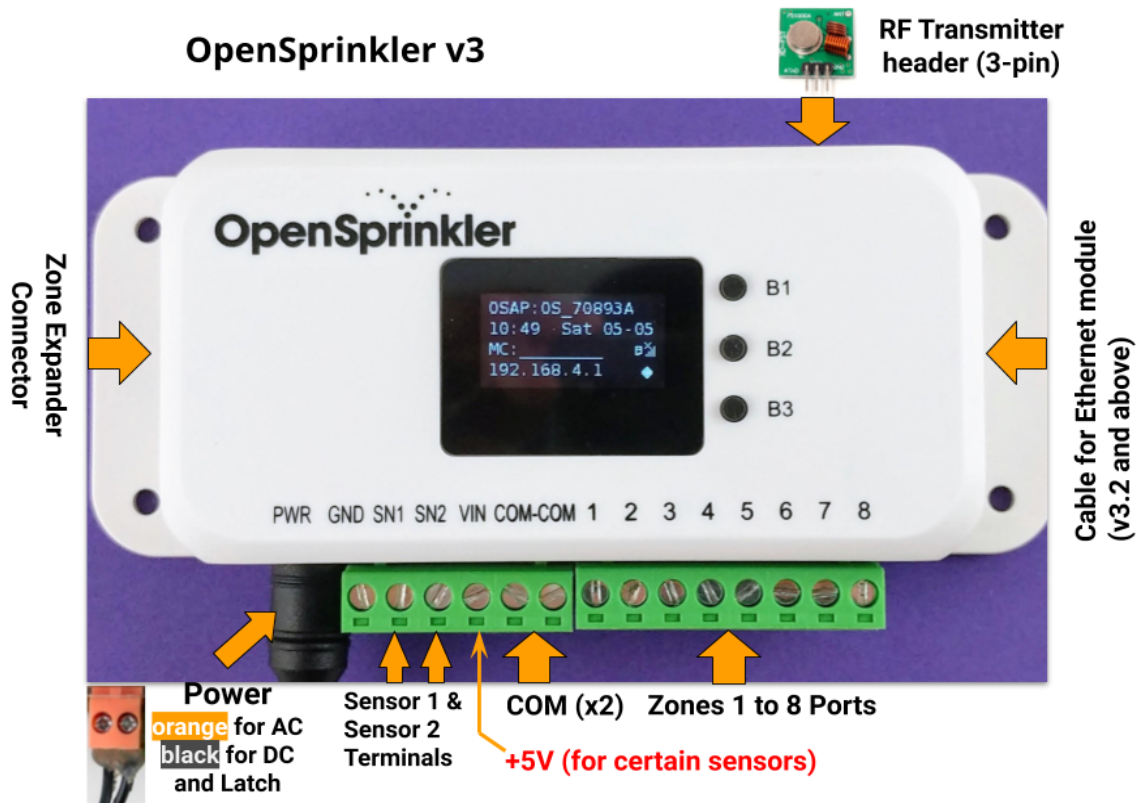 OpenSprinkler v3
RF Transmitter
header (3-pin)
OpenSprinkler
OSAP:OS_70893A
10:49 Sat 05-05
MC:________
192.168.4.1
B1
B2
B3
Zone Expander
Connector
Cable for Ethernet module
(v3.2 and above)
PWR GND SN1 SN2 VIN COM-COM 1 2 3 4 5 6 7 8
Power
orange for AC
black for DC
and Latch
Sensor 1 &
Sensor 2
Terminals
COM (x2)
Zones 1 to 8 Ports
+5V (for certain sensors)